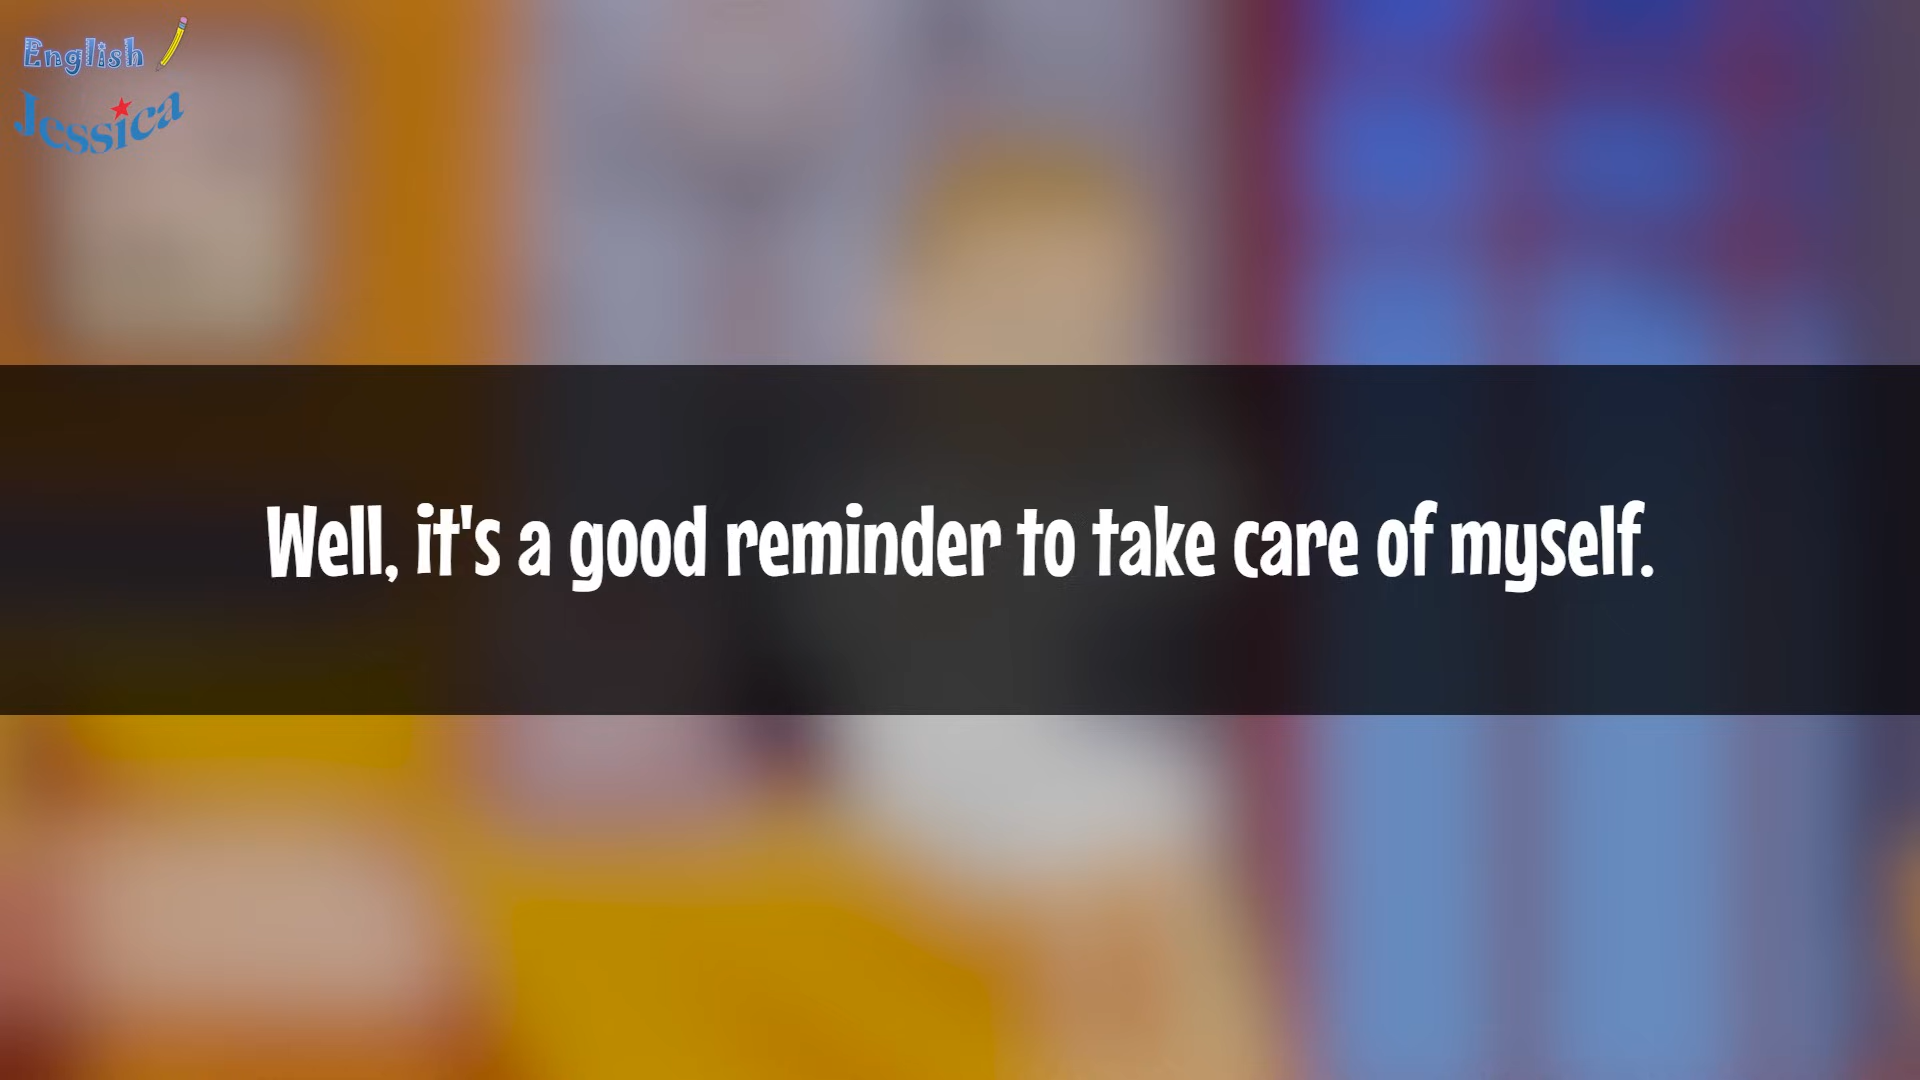 English
Jessica
Well, it's a good reminder to take care of myself.